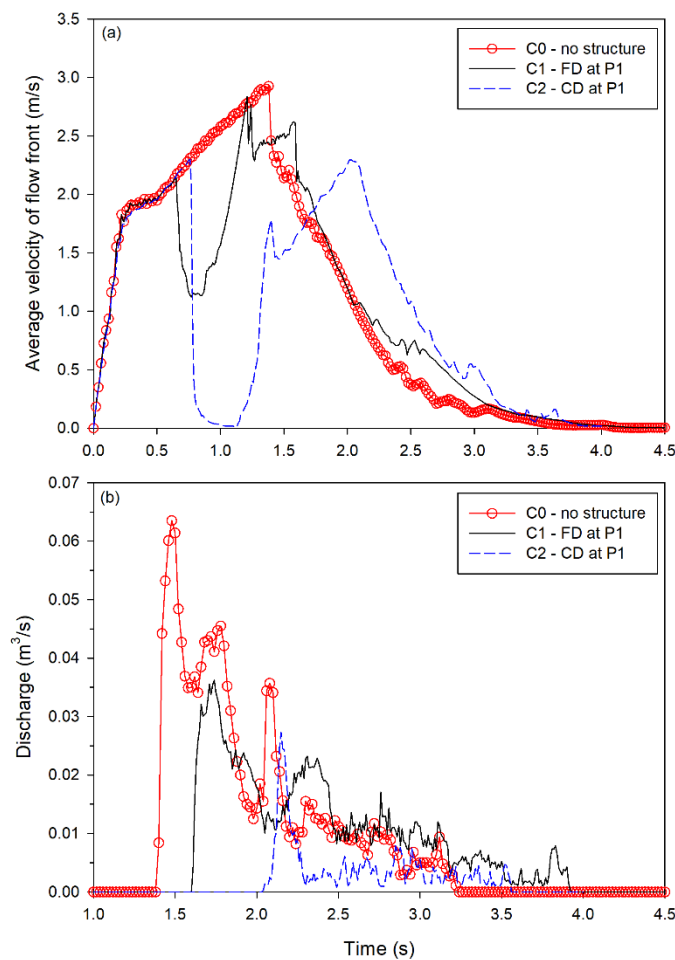 (a)
C0 - no structure
C1 - FD at P1
C2 - CD at P1
Average velocity of flow front (m/s)
3.5
3.0
2.5
2.0
1.5
1.0
0.5
0.0
0.0 0.5 1.0 1.5 2.0 2.5 3.0 3.5 4.0 4.5
(b)
C0 - no structure
C1 - FD at P1
C2 - CD at P1
Discharge (m³/s)
0.07
0.06
0.05
0.04
0.03
0.02
0.01
0.00
1.0 1.5 2.0 2.5 3.0 3.5 4.0 4.5
Time (s)